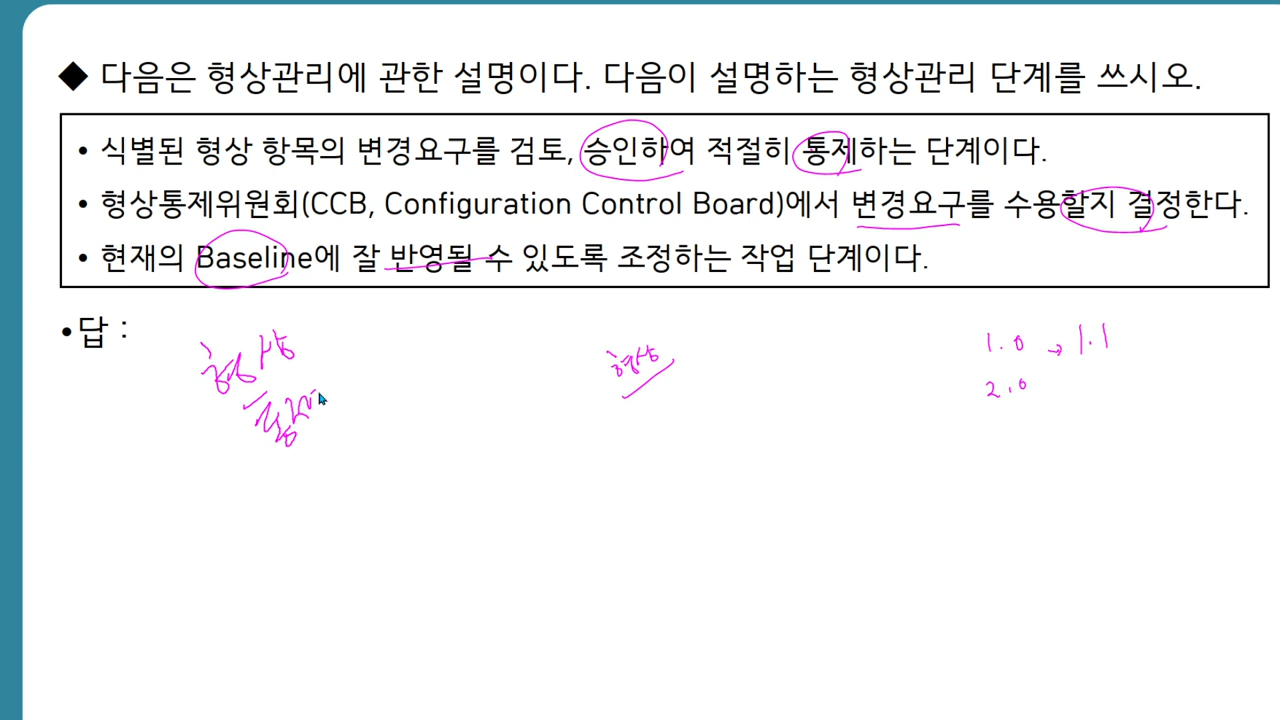 ◆ 다음은 형상관리에 관한 설명이다. 다음이 설명하는 형상관리 단계를 쓰시오.
• 식별된 형상 항목의 변경요구를 검토, 승인하여 적절히 통제하는 단계이다.
• 형상통제위원회(CCB, Configuration Control Board)에서 변경요구를 수용할지 결정한다.
• 현재의 Baseline에 잘 반영될 수 있도록 조정하는 작업 단계이다.
•답 :
형상
형상
1.0 → 1.1
2.0
통제